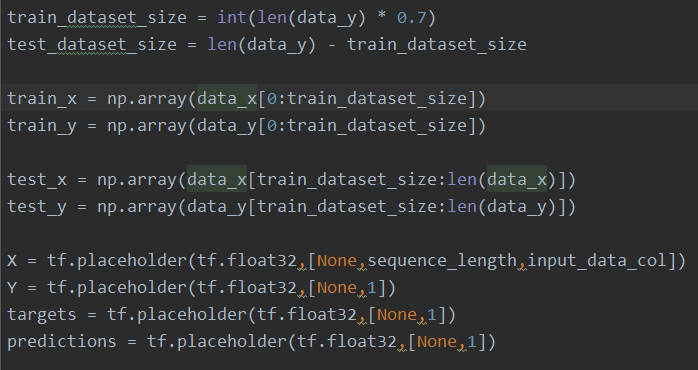 train_dataset_size = int(len(data_y) * 0.7)
test_dataset_size = len(data_y) - train_dataset_size
train_x = np.array(data_x[0:train_dataset_size])
train_y = np.array(data_y[0:train_dataset_size])
test_x = np.array(data_x[train_dataset_size:len(data_x)])
test_y = np.array(data_y[train_dataset_size:len(data_y)])
X = tf.placeholder(tf.float32,[None,sequence_length,input_data_col])
Y = tf.placeholder(tf.float32,[None,1])
targets = tf.placeholder(tf.float32,[None,1])
predictions = tf.placeholder(tf.float32,[None,1])